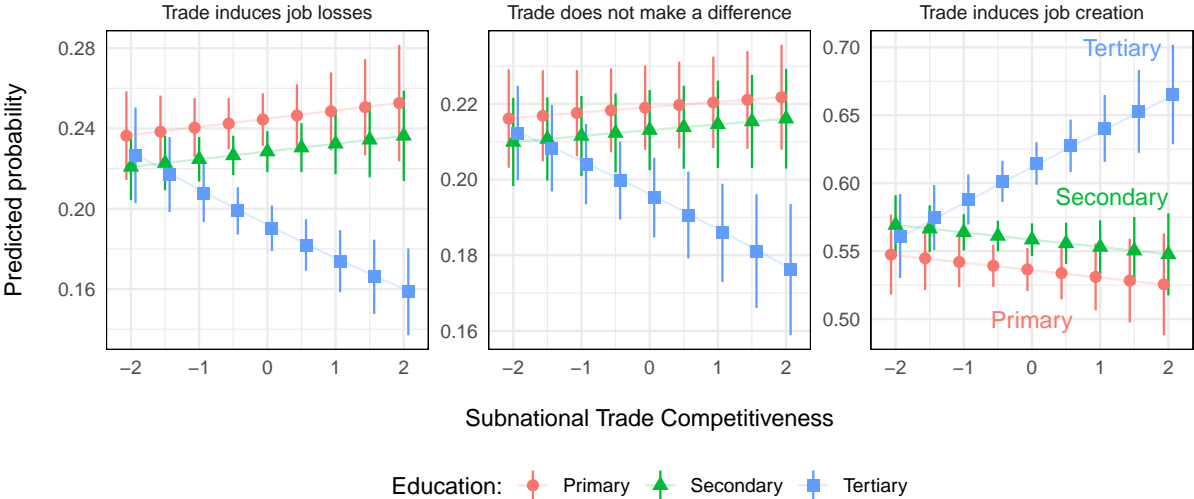 Trade induces job losses
Trade does not make a difference
Trade induces job creation
Predicted probability
0.28
0.24
0.20
0.16
−2 −1 0 1 2
0.22
0.20
0.18
0.16
−2 −1 0 1 2
0.70
0.65
0.60
0.55
0.50
Tertiary
Secondary
Primary
−2 −1 0 1 2
Subnational Trade Competitiveness
Education: Primary Secondary Tertiary